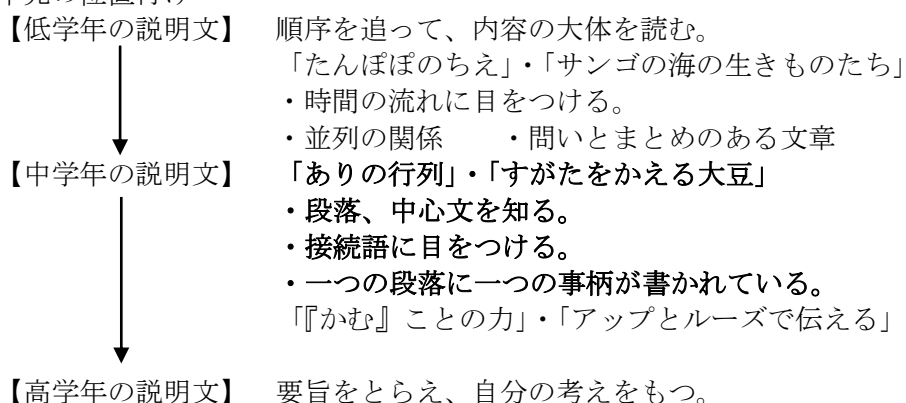 【低学年の説明文】 順序を追って、内容の大体を読む。
「たんぽぽのちえ」・「サンゴの海の生きものたち」
・時間の流れに目をつける。
・並列の関係 ・問いとまとめのある文章
【中学年の説明文】 「ありの行列」・「すがたをかえる大豆」
・段落、中心文を知る。
・接続語に目をつける。
・一つの段落に一つの事柄が書かれている。
「『かむ』ことの力」・「アップとルーズで伝える」
【高学年の説明文】 要旨をとらえ、自分の考えをもつ。